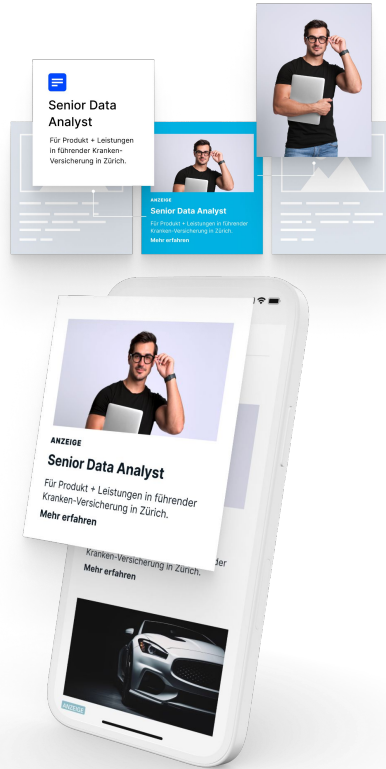 Senior Data
Analyst
Für Produkt + Leistungen
in führender Kranken-
Versicherung in Zürich.
ANZEIGE
Senior Data Analyst
Für Produkt + Leistungen in führender
Kranken-Versicherung in Zürich.
Mehr erfahren
ANZEIGE
Senior Data Analyst
Für Produkt + Leistungen in führender
Kranken-Versicherung in Zürich.
Mehr erfahren
Kranken-Versicherung in Zürich.
der
Mehr erfahren
ANZEIGE